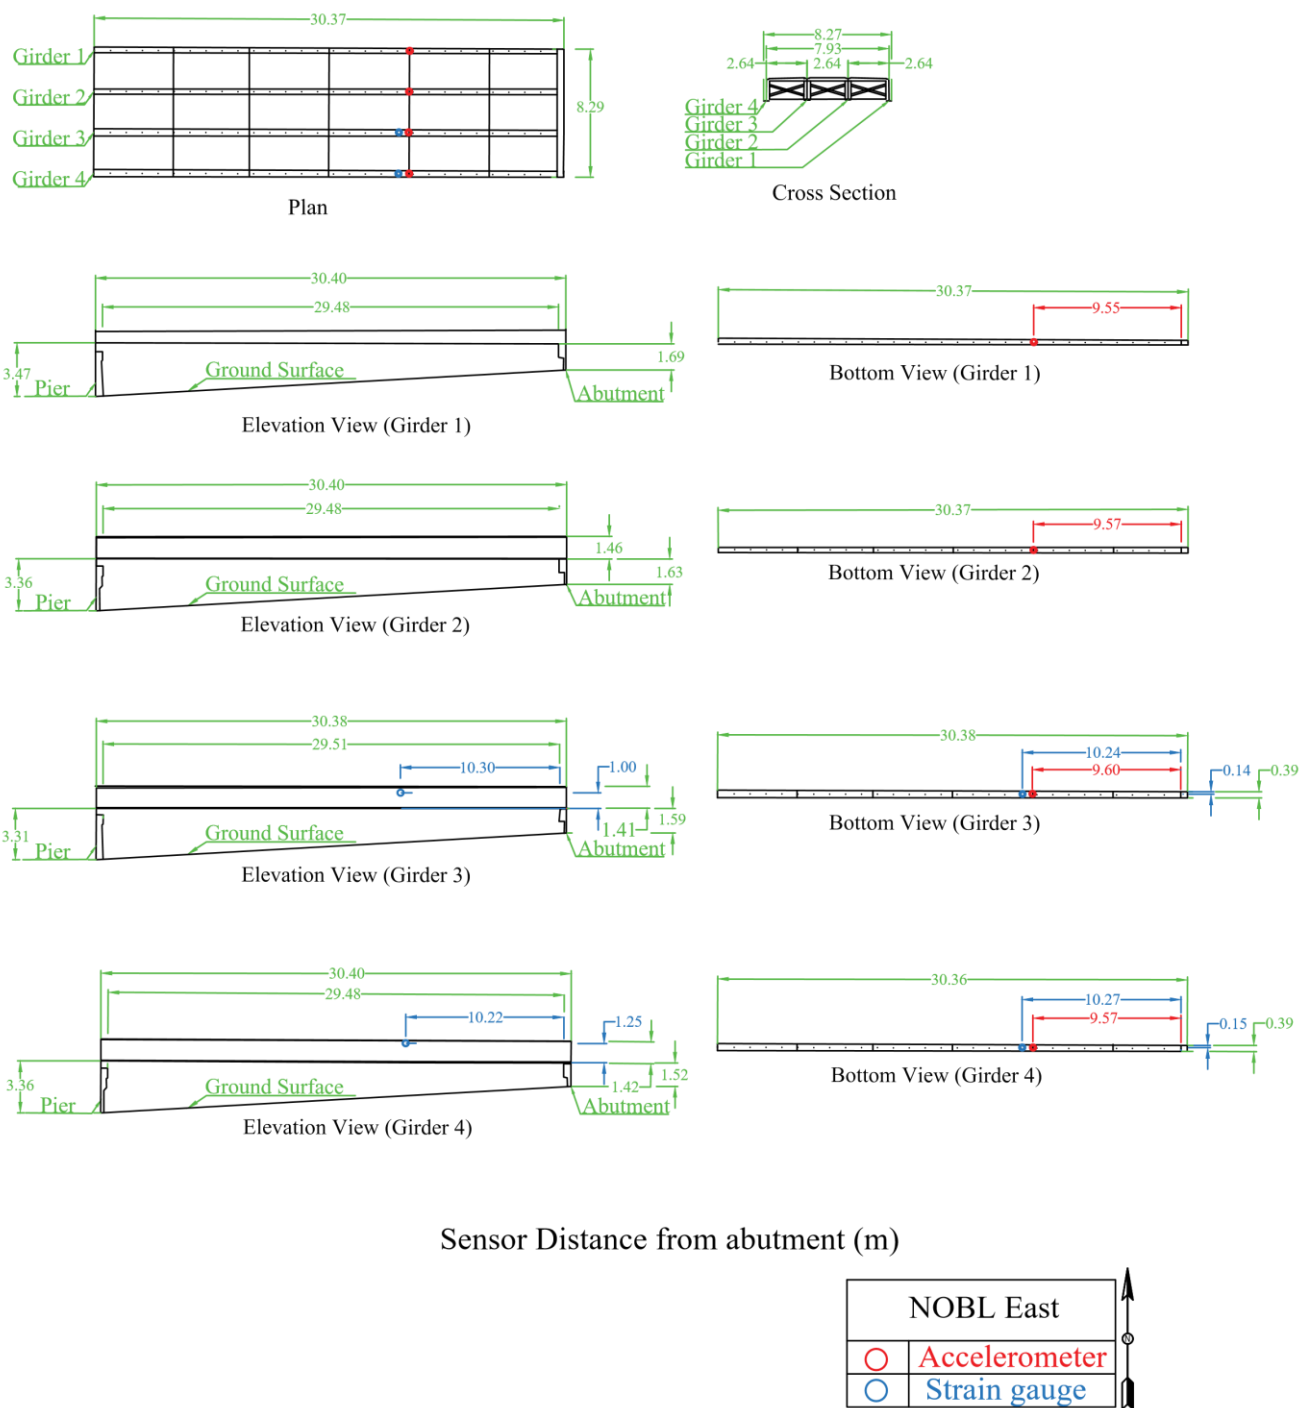 30.37
Girder 1
Girder 2
Girder 3
Girder 4
8.29
Plan
8.27
7.93
2.64 2.64 2.64
Girder 4
Girder 3
Girder 2
Girder 1
Cross Section
30.40
29.48
3.47
Pier
Ground Surface
1.69
Abutment
Elevation View (Girder 1)
30.37
9.55
Bottom View (Girder 1)
30.40
29.48
1.46
3.36
1.63
Pier
Ground Surface
Abutment
Elevation View (Girder 2)
30.37
9.57
Bottom View (Girder 2)
30.38
29.51
10.30
1.00
3.31
1.41
1.59
Pier
Ground Surface
Abutment
Elevation View (Girder 3)
30.38
10.24
9.60
0.14
0.39
Bottom View (Girder 3)
30.40
29.48
10.22
1.25
3.36
1.42
1.52
Pier
Ground Surface
Abutment
Elevation View (Girder 4)
30.36
10.27
9.57
0.15
0.39
Bottom View (Girder 4)
Sensor Distance from abutment (m)
NOBL East
N
Accelerometer
Strain gauge